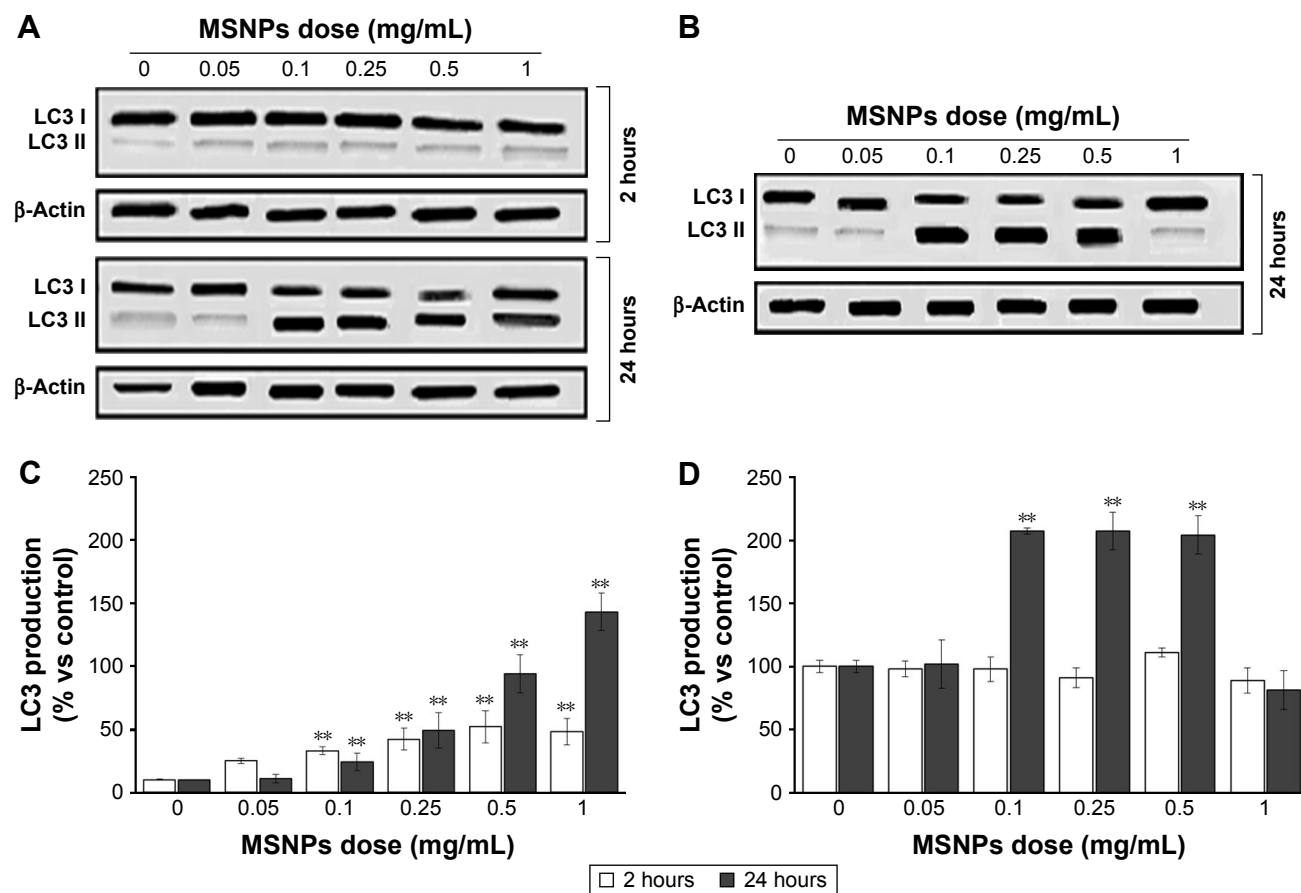 A
MSNPs dose (mg/mL)
0 0.05 0.1 0.25 0.5 1
LC3 I
LC3 II
β-Actin
2 hours
LC3 I
LC3 II
β-Actin
24 hours
B
MSNPs dose (mg/mL)
0 0.05 0.1 0.25 0.5 1
LC3 I
LC3 II
β-Actin
24 hours
C
LC3 production
(% vs control)
250
200
150
100
50
0
** ** ** ** ** ** ** **
0 0.05 0.1 0.25 0.5 1
MSNPs dose (mg/mL)
D
LC3 production
(% vs control)
250
200
150
100
50
0
** ** **
0 0.05 0.1 0.25 0.5 1
MSNPs dose (mg/mL)
2 hours 24 hours